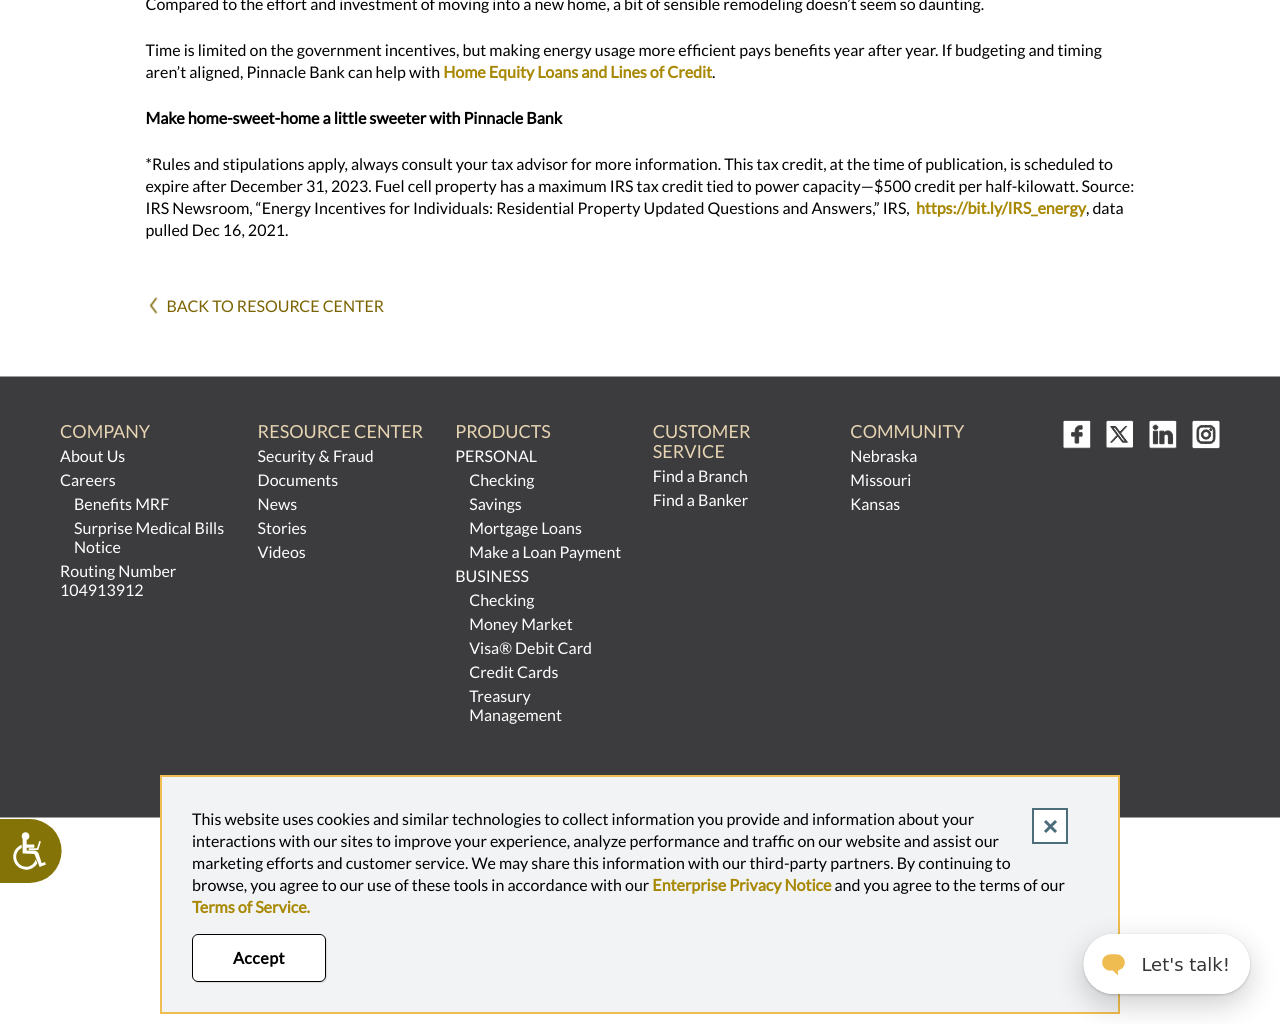 Compared to the effort and investment of moving into a new home, a bit of sensible remodeling doesn’t seem so daunting.
Time is limited on the government incentives, but making energy usage more efficient pays benefits year after year. If budgeting and timing
aren’t aligned, Pinnacle Bank can help with Home Equity Loans and Lines of Credit.
Make home-sweet-home a little sweeter with Pinnacle Bank
*Rules and stipulations apply, always consult your tax advisor for more information. This tax credit, at the time of publication, is scheduled to
expire after December 31, 2023. Fuel cell property has a maximum IRS tax credit tied to power capacity—$500 credit per half-kilowatt. Source:
IRS Newsroom, “Energy Incentives for Individuals: Residential Property Updated Questions and Answers,” IRS, https://bit.ly/IRS_energy, data
pulled Dec 16, 2021.
BACK TO RESOURCE CENTER
COMPANY
About Us
Careers
Benefits MRF
Surprise Medical Bills
Notice
Routing Number
104913912
RESOURCE CENTER
Security & Fraud
Documents
News
Stories
Videos
PRODUCTS
PERSONAL
Checking
Savings
Mortgage Loans
Make a Loan Payment
BUSINESS
Checking
Money Market
Visa® Debit Card
Credit Cards
Treasury
Management
CUSTOMER
SERVICE
Find a Branch
Find a Banker
COMMUNITY
Nebraska
Missouri
Kansas
This website uses cookies and similar technologies to collect information you provide and information about your
interactions with our sites to improve your experience, analyze performance and traffic on our website and assist our
marketing efforts and customer service. We may share this information with our third-party partners. By continuing to
browse, you agree to our use of these tools in accordance with our Enterprise Privacy Notice and you agree to the terms of our
Terms of Service.
Accept
Let's talk!